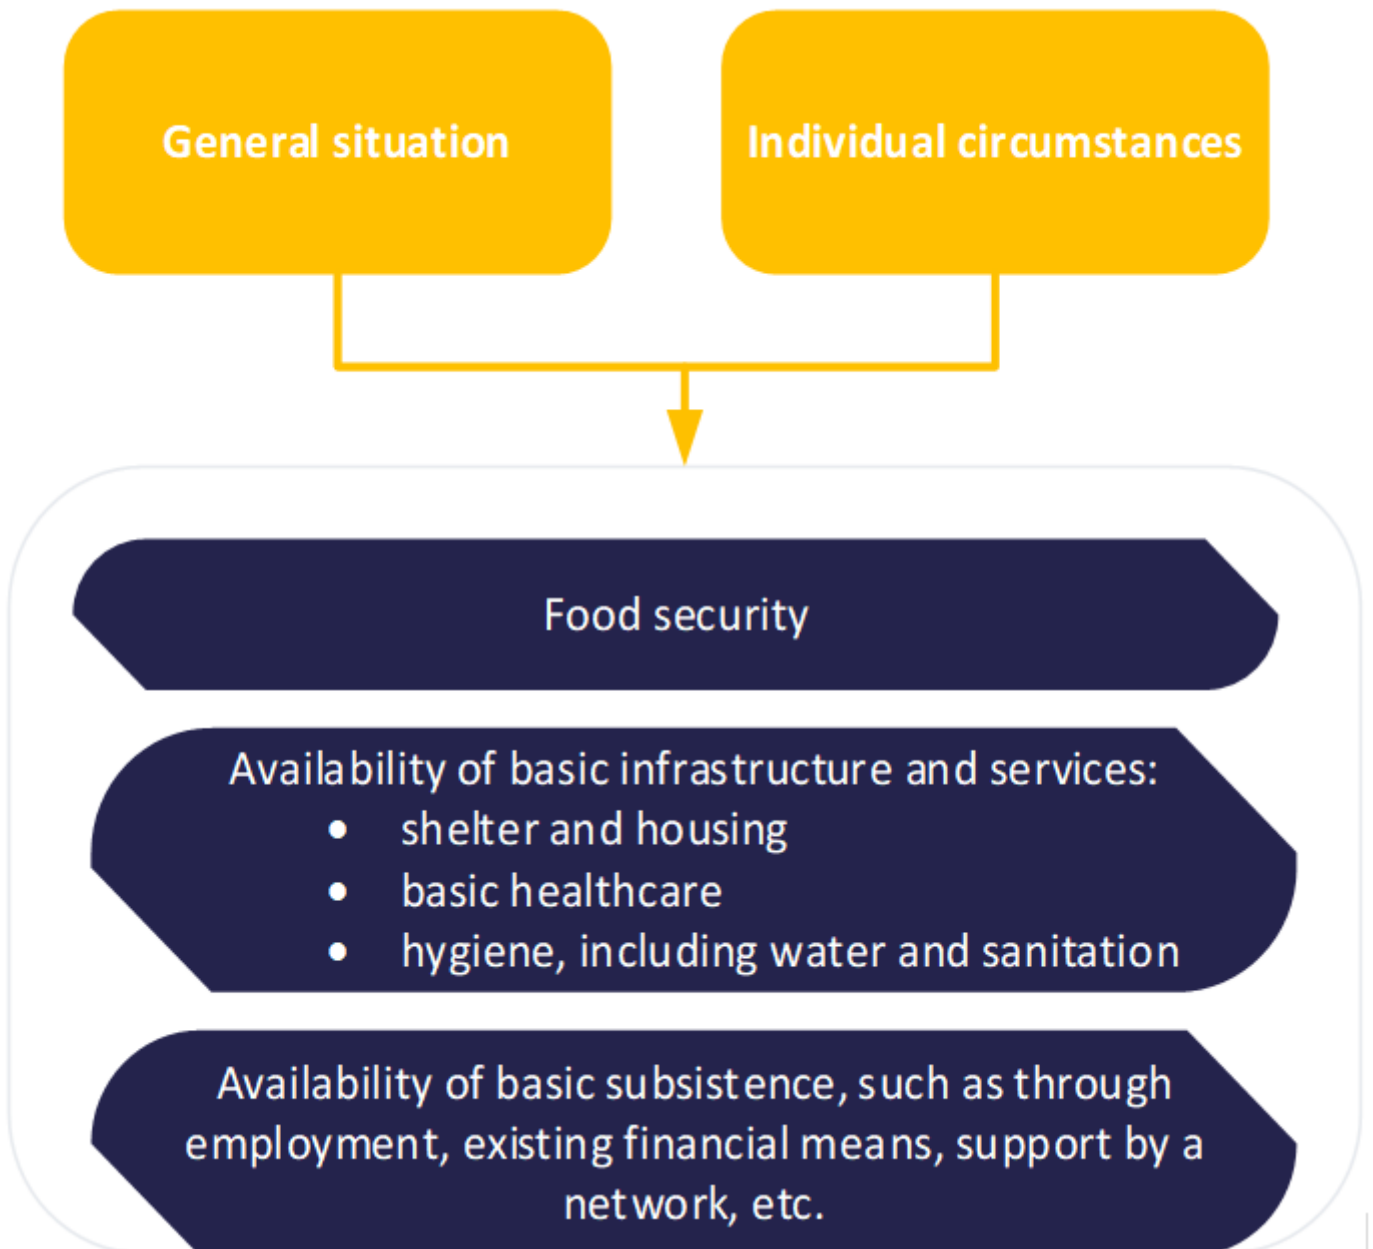 General situation
Individual circumstances
Food security
Availability of basic infrastructure and services:
• shelter and housing
• basic healthcare
• hygiene, including water and sanitation
Availability of basic subsistence, such as through
employment, existing financial means, support by a
network, etc.